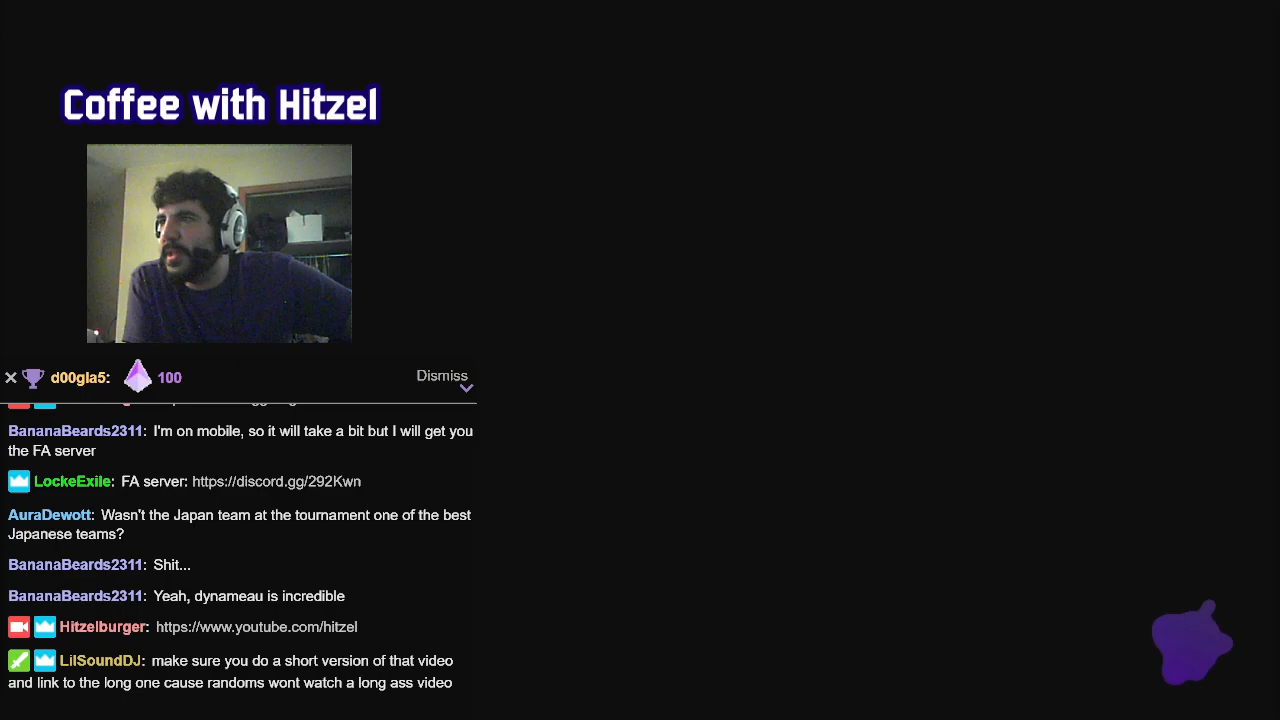 Coffee with Hitzel
d00gla5: 100
Dismiss
BananaBeards2311: I'm on mobile, so it will take a bit but I will get you
the FA server
LockeExile: FA server: https://discord.gg/292Kwn
AuraDewott: Wasn't the Japan team at the tournament one of the best
Japanese teams?
BananaBeards2311: Shit...
BananaBeards2311: Yeah, dynameau is incredible
Hitzelburger: https://www.youtube.com/hitzel
LilSoundDJ: make sure you do a short version of that video
and link to the long one cause randoms wont watch a long ass video